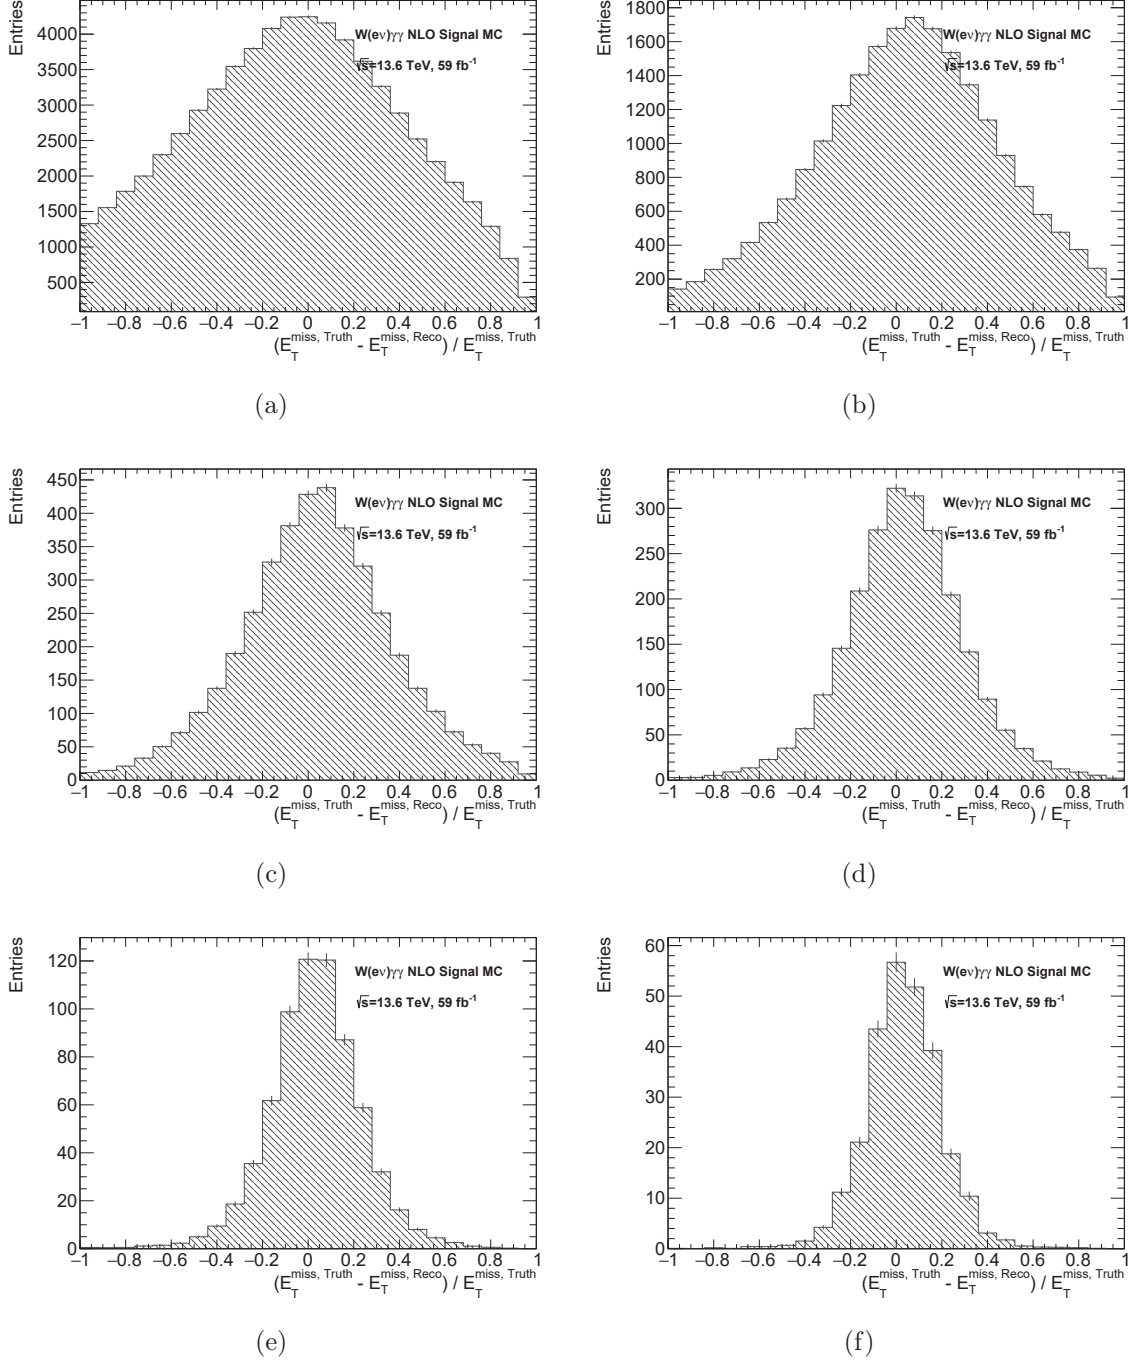 Entries
W(eν)γγ NLO Signal MC
√s=13.6 TeV, 59 fb⁻¹
4000
3500
3000
2500
2000
1500
1000
500
−1 −0.8 −0.6 −0.4 −0.2 0 0.2 0.4 0.6 0.8 1
(E_T^miss, Truth - E_T^miss, Reco) / E_T^miss, Truth
(a)
Entries
W(eν)γγ NLO Signal MC
√s=13.6 TeV, 59 fb⁻¹
1800
1600
1400
1200
1000
800
600
400
200
−1 −0.8 −0.6 −0.4 −0.2 0 0.2 0.4 0.6 0.8 1
(E_T^miss, Truth - E_T^miss, Reco) / E_T^miss, Truth
(b)
Entries
W(eν)γγ NLO Signal MC
√s=13.6 TeV, 59 fb⁻¹
450
400
350
300
250
200
150
100
50
0
−1 −0.8 −0.6 −0.4 −0.2 0 0.2 0.4 0.6 0.8 1
(E_T^miss, Truth - E_T^miss, Reco) / E_T^miss, Truth
(c)
Entries
W(eν)γγ NLO Signal MC
√s=13.6 TeV, 59 fb⁻¹
300
250
200
150
100
50
0
−1 −0.8 −0.6 −0.4 −0.2 0 0.2 0.4 0.6 0.8 1
(E_T^miss, Truth - E_T^miss, Reco) / E_T^miss, Truth
(d)
Entries
W(eν)γγ NLO Signal MC
√s=13.6 TeV, 59 fb⁻¹
120
100
80
60
40
20
0
−1 −0.8 −0.6 −0.4 −0.2 0 0.2 0.4 0.6 0.8 1
(E_T^miss, Truth - E_T^miss, Reco) / E_T^miss, Truth
(e)
Entries
W(eν)γγ NLO Signal MC
√s=13.6 TeV, 59 fb⁻¹
60
50
40
30
20
10
0
−1 −0.8 −0.6 −0.4 −0.2 0 0.2 0.4 0.6 0.8 1
(E_T^miss, Truth - E_T^miss, Reco) / E_T^miss, Truth
(f)